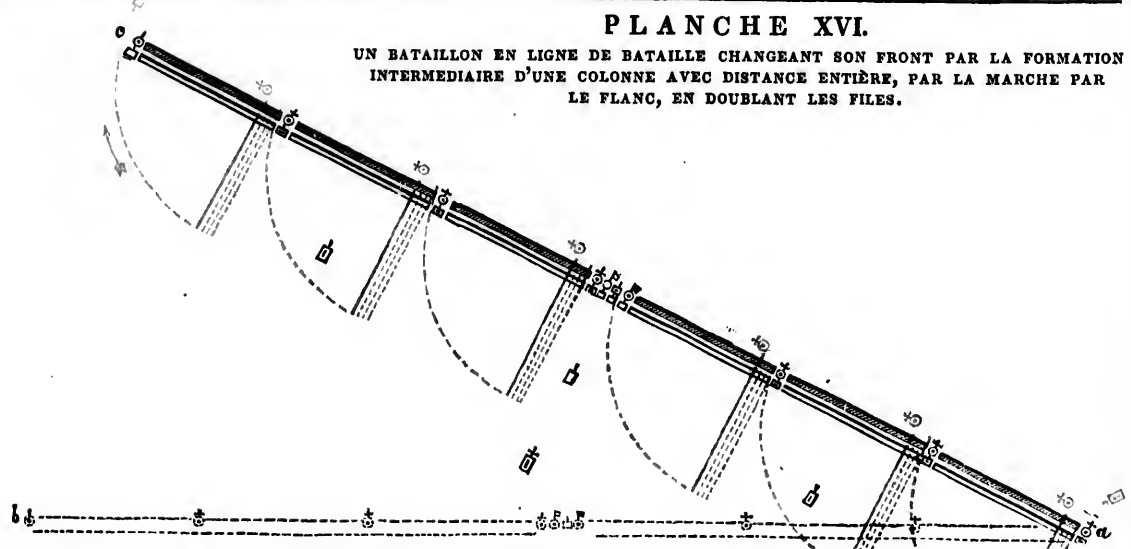 PLANCHE XVI.
UN BATAILLON EN LIGNE DE BATAILLE CHANGEANT SON FRONT PAR LA FORMATION
INTERMEDIAIRE D'UNE COLONNE AVEC DISTANCE ENTIÈRE, PAR LA MARCHE PAR
LE FLANC, EN DOUBLANT LES FILES.
c
b
a